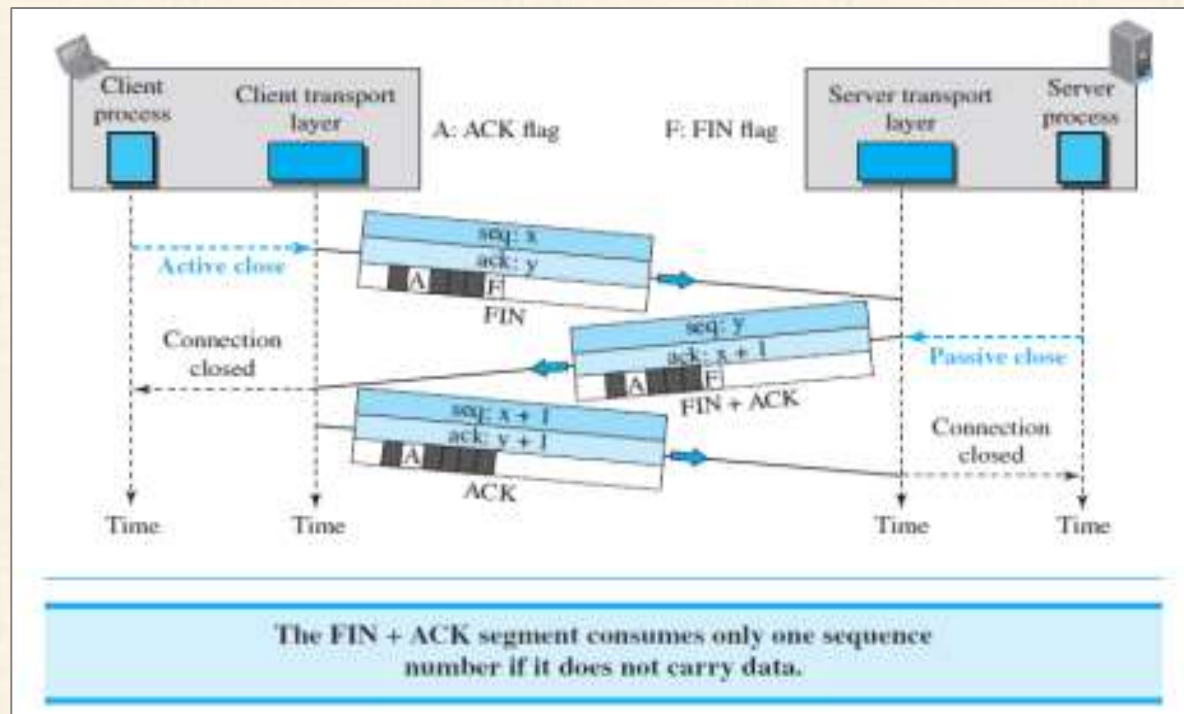 Client
process
Client transport
layer
A: ACK flag
F: FIN flag
Server transport
layer
Server
process
seq: x
ack: y
A F
FIN
Active close
seq: y
ack: x + 1
A F
FIN + ACK
Passive close
Connection
closed
seq: x + 1
ack: y + 1
A
ACK
Connection
closed
Time
Time
Time
Time
The FIN + ACK segment consumes only one sequence
number if it does not carry data.